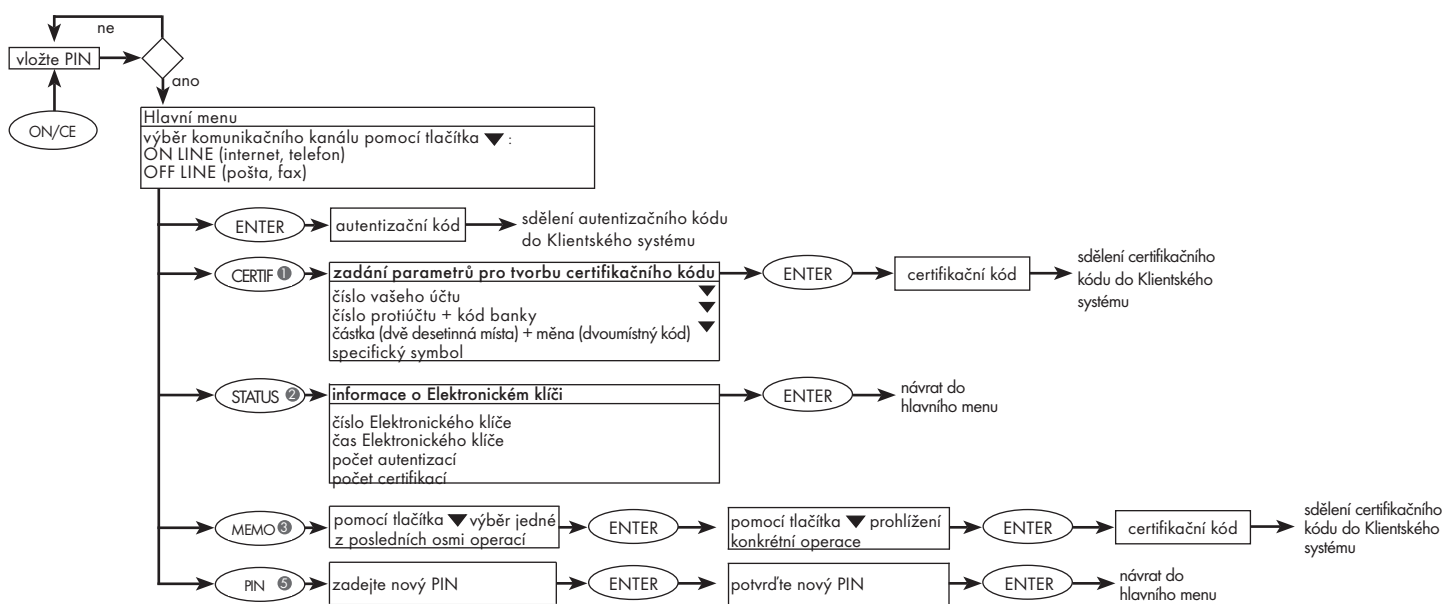 ne
vložte PIN
ano
ON/CE
Hlavní menu
výběr komunikačního kanálu pomocí tlačítka ▼ :
ON LINE (internet, telefon)
OFF LINE (pošta, fax)
ENTER
autentizační kód
sdělení autentizačního kódu
do Klientského systému
CERTIF ❶
zadání parametrů pro tvorbu certifikačního kódu
číslo vašeho účtu ▼
číslo protiúčtu + kód banky ▼
částka (dvě desetinná místa) + měna (dvoumístný kód) ▼
specifický symbol
ENTER
certifikační kód
sdělení certifikačního
kódu do Klientského
systému
STATUS ❷
informace o Elektronickém klíči
číslo Elektronického klíče
čas Elektronického klíče
počet autentizací
počet certifikací
ENTER
návrat do
hlavního menu
MEMO ❸
pomocí tlačítka ▼ výběr jedné
z posledních osmi operací
ENTER
pomocí tlačítka ▼ prohlížení
konkrétní operace
ENTER
certifikační kód
sdělení certifikačního
kódu do Klientského
systému
PIN ❺
zadejte nový PIN
ENTER
potvrďte nový PIN
ENTER
návrat do
hlavního menu